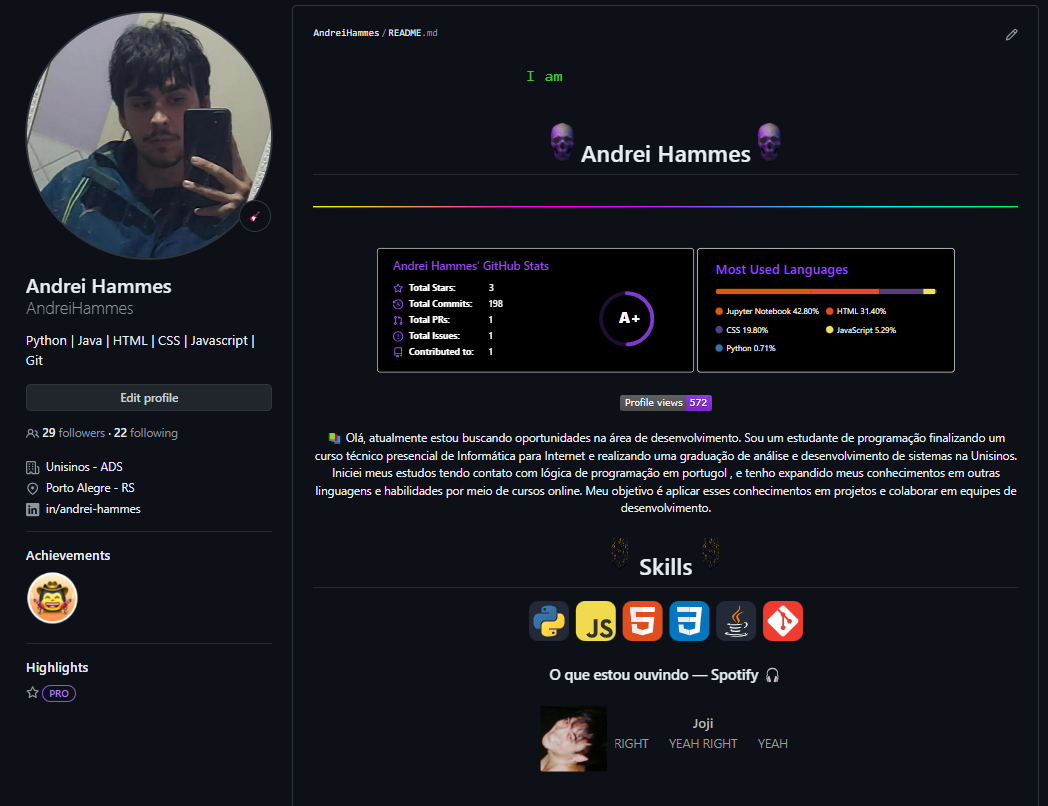 Andrei Hammes
AndreiHammes
Python | Java | HTML | CSS | Javascript |
Git
Edit profile
29 followers · 22 following
Unisinos - ADS
Porto Alegre - RS
in/andrei-hammes
Achievements
Highlights
PRO
AndreiHammes / README.md
I am
Andrei Hammes
Andrei Hammes' GitHub Stats
Total Stars: 3
Total Commits: 198
Total PRs: 1
Total Issues: 1
Contributed to: 1
A+
Most Used Languages
Jupyter Notebook 42.80% HTML 31.40%
CSS 19.80% JavaScript 5.29%
Python 0.71%
Profile views 572
Olá, atualmente estou buscando oportunidades na área de desenvolvimento. Sou um estudante de programação finalizando um
curso técnico presencial de Informática para Internet e realizando uma graduação de análise e desenvolvimento de sistemas na Unisinos.
Iniciei meus estudos tendo contato com lógica de programação em portugol , e tenho expandido meus conhecimentos em outras
linguagens e habilidades por meio de cursos online. Meu objetivo é aplicar esses conhecimentos em projetos e colaborar em equipes de
desenvolvimento.
Skills
JS
O que estou ouvindo — Spotify
Joji
RIGHT YEAH RIGHT YEAH